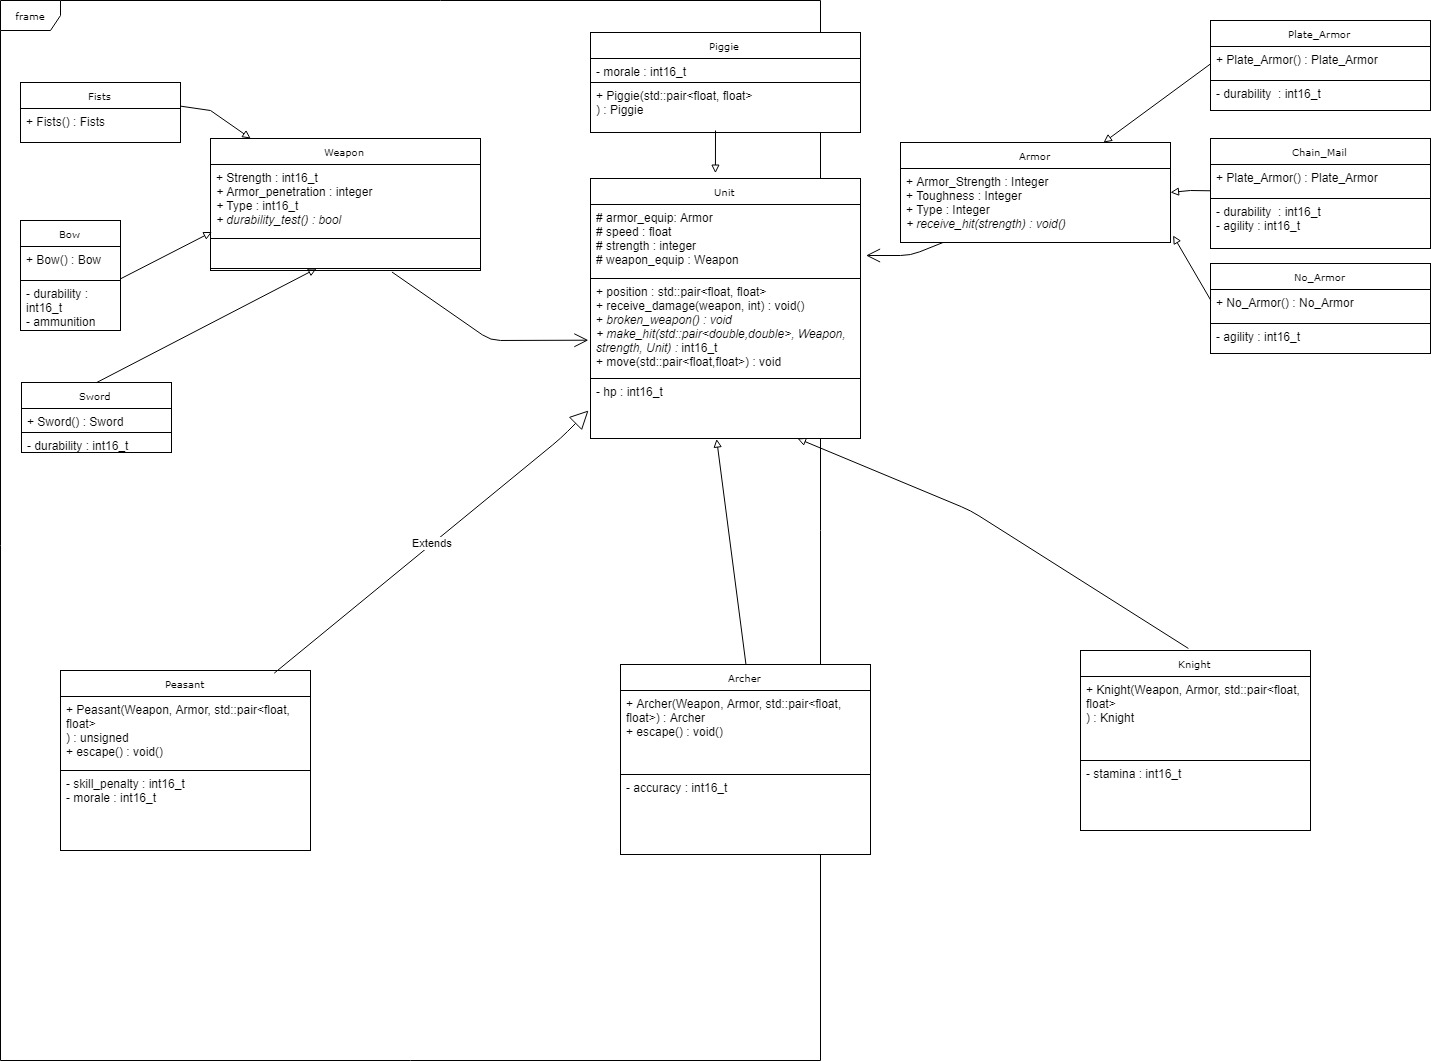 frame
Piggie
- morale : int16_t
+ Piggie(std::pair<float, float>
) : Piggie
Plate_Armor
+ Plate_Armor() : Plate_Armor
- durability  : int16_t
Fists
+ Fists() : Fists
Weapon
+ Strength : int16_t
+ Armor_penetration : integer
+ Type : int16_t
+ durability_test() : bool
Armor
+ Armor_Strength : Integer
+ Toughness : Integer
+ Type : Integer
+ receive_hit(strength) : void()
Chain_Mail
+ Plate_Armor() : Plate_Armor
- durability  : int16_t
- agility : int16_t
Unit
# armor_equip: Armor
# speed : float
# strength : integer
# weapon_equip : Weapon
+ position : std::pair<float, float>
+ receive_damage(weapon, int) : void()
+ broken_weapon() : void
+ make_hit(std::pair<double,double>, Weapon,
strength, Unit) : int16_t
+ move(std::pair<float,float>) : void
- hp : int16_t
Bow
+ Bow() : Bow
- durability :
int16_t
- ammunition
No_Armor
+ No_Armor() : No_Armor
- agility : int16_t
Sword
+ Sword() : Sword
- durability : int16_t
Extends
Peasant
+ Peasant(Weapon, Armor, std::pair<float,
float>
) : unsigned
+ escape() : void()
- skill_penalty : int16_t
- morale : int16_t
Archer
+ Archer(Weapon, Armor, std::pair<float,
float>) : Archer
+ escape() : void()
- accuracy : int16_t
Knight
+ Knight(Weapon, Armor, std::pair<float,
float>
) : Knight
- stamina : int16_t